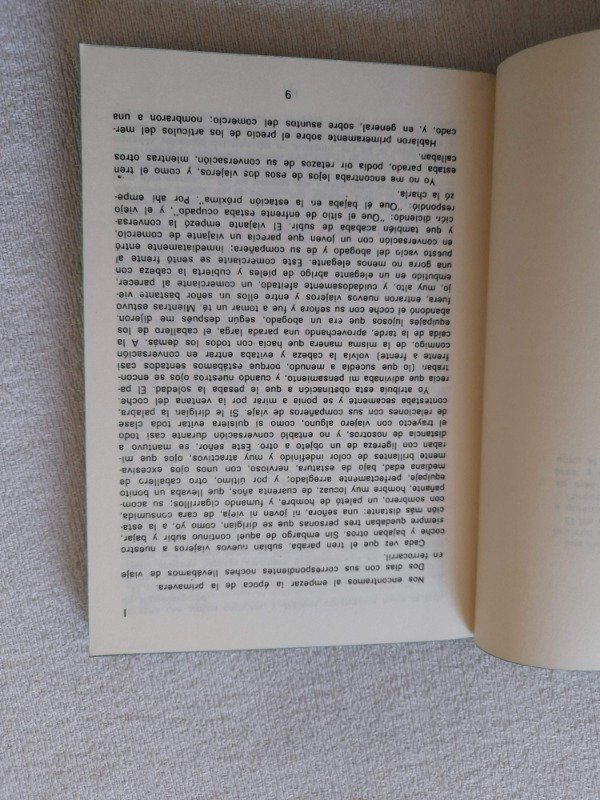 I
Nos encontramos al empezar la de la época de la primavera.
Dos días con sus correspondientes noches llevábamos de viaje
en ferrocarril.
Cada vez que el tren paraba, subían nuevos viajeros a nuestro
coche y bajaban otros. Sin embargo de aquel continuo subir y bajar,
siempre quedaban tres personas que se dirigían, como yo, a la esta-
ción más distante: una señora, ni joven ni vieja, de cara consumida,
con sombrero, un paletó de hombre, y fumando cigarrillos; su acom-
pañante, hombre muy locuaz, de cuarenta años, que llevaba un bonito
equipaje, perfectamente arreglado; y por último, otro caballero de
mediana edad, bajo de estatura, nervioso, con unos ojos excesiva-
mente brillantes de color indefinido y muy atractivos, ojos que mi-
raban con ligereza de un objeto a otro. Este señor, se mantuvo a
distancia de nosotros, y no entabló conversación durante casi todo
el trayecto con viajero alguno, como si quisiera evitar toda clase
de relaciones con sus compañeros de viaje. Si le dirigían la palabra,
contestaba secamente y se ponía a mirar por la ventana del coche.
Yo atribuía esta obstinación a que le pesaba la soledad. El pa-
recía que adivinaba mi pensamiento, y cuando nuestros ojos se encon-
traban, (lo que sucedía a menudo, porque estábamos sentados casi
frente a frente) volvía la cabeza y evitaba entrar en conversación
conmigo, de la misma manera que hacía con todos los demás. A la
caída de la tarde, aprovechando una parada larga, el caballero de los
equipajes lujosos que era un abogado, según después me dijeron,
abandonó el coche con su señora y fue a tomar un té. Mientras estuvo
fuera, entraron nuevos viajeros y entre ellos un señor bastante vie-
jo, muy alto, y cuidadosamente afeitado, un comerciante al parecer,
embutido en un elegante abrigo de pieles y cubierta la cabeza con
una gorra no menos elegante. Este comerciante se sentó frente al
puesto vacío del abogado y de su compañera; inmediatamente entró
en conversación con un joven que parecía un viajante de comercio,
y que también acababa de subir. El viajante empezó la conversa-
ción diciendo: "Que el sitio de enfrente estaba ocupado", y el viejo
respondió: "Que él bajaba en la estación próxima". Por ahí empe-
zó la charla.
Yo no me encontraba lejos de esos dos viajeros, y como el tren
estaba parado, podía oír retazos de su conversación, mientras otros
callaban.
Hablaron primeramente sobre el precio de los artículos del mer-
cado, y, en general, sobre asuntos del comercio; nombraron a una
9